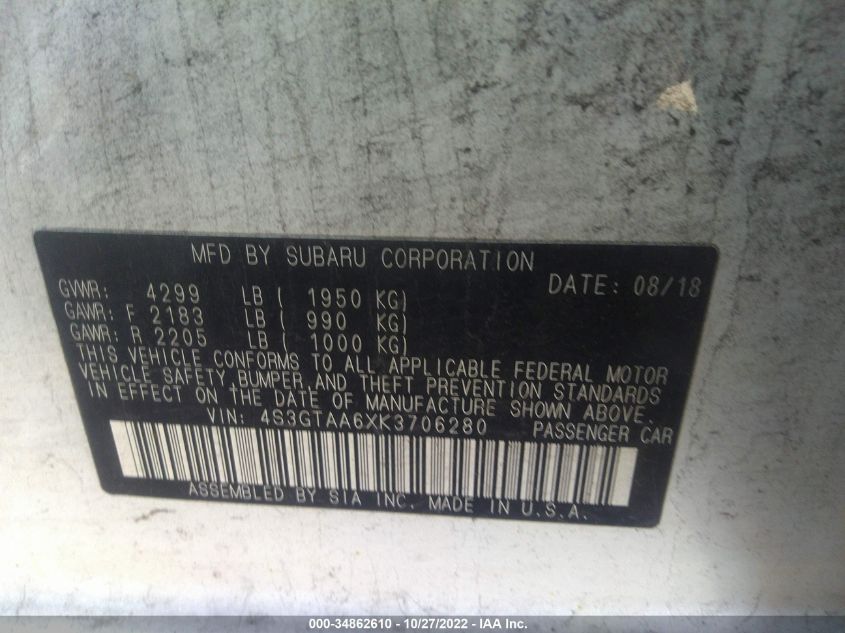 MFD BY SUBARU CORPORATION
DATE: 08/18
GVWR: 4299 LB ( 1950 KG)
GAWR: F 2183 LB ( 990 KG)
GAWR: R 2205 LB ( 1000 KG)
THIS VEHICLE CONFORMS TO ALL APPLICABLE FEDERAL MOTOR
VEHICLE SAFETY, BUMPER, AND THEFT PREVENTION STANDARDS
IN EFFECT ON THE DATE OF MANUFACTURE SHOWN ABOVE.
VIN: 4S3GTAA6XK3706280 PASSENGER CAR
ASSEMBLED BY SIA INC. MADE IN U.S.A.
000-34862610 - 10/27/2022 - IAA Inc.